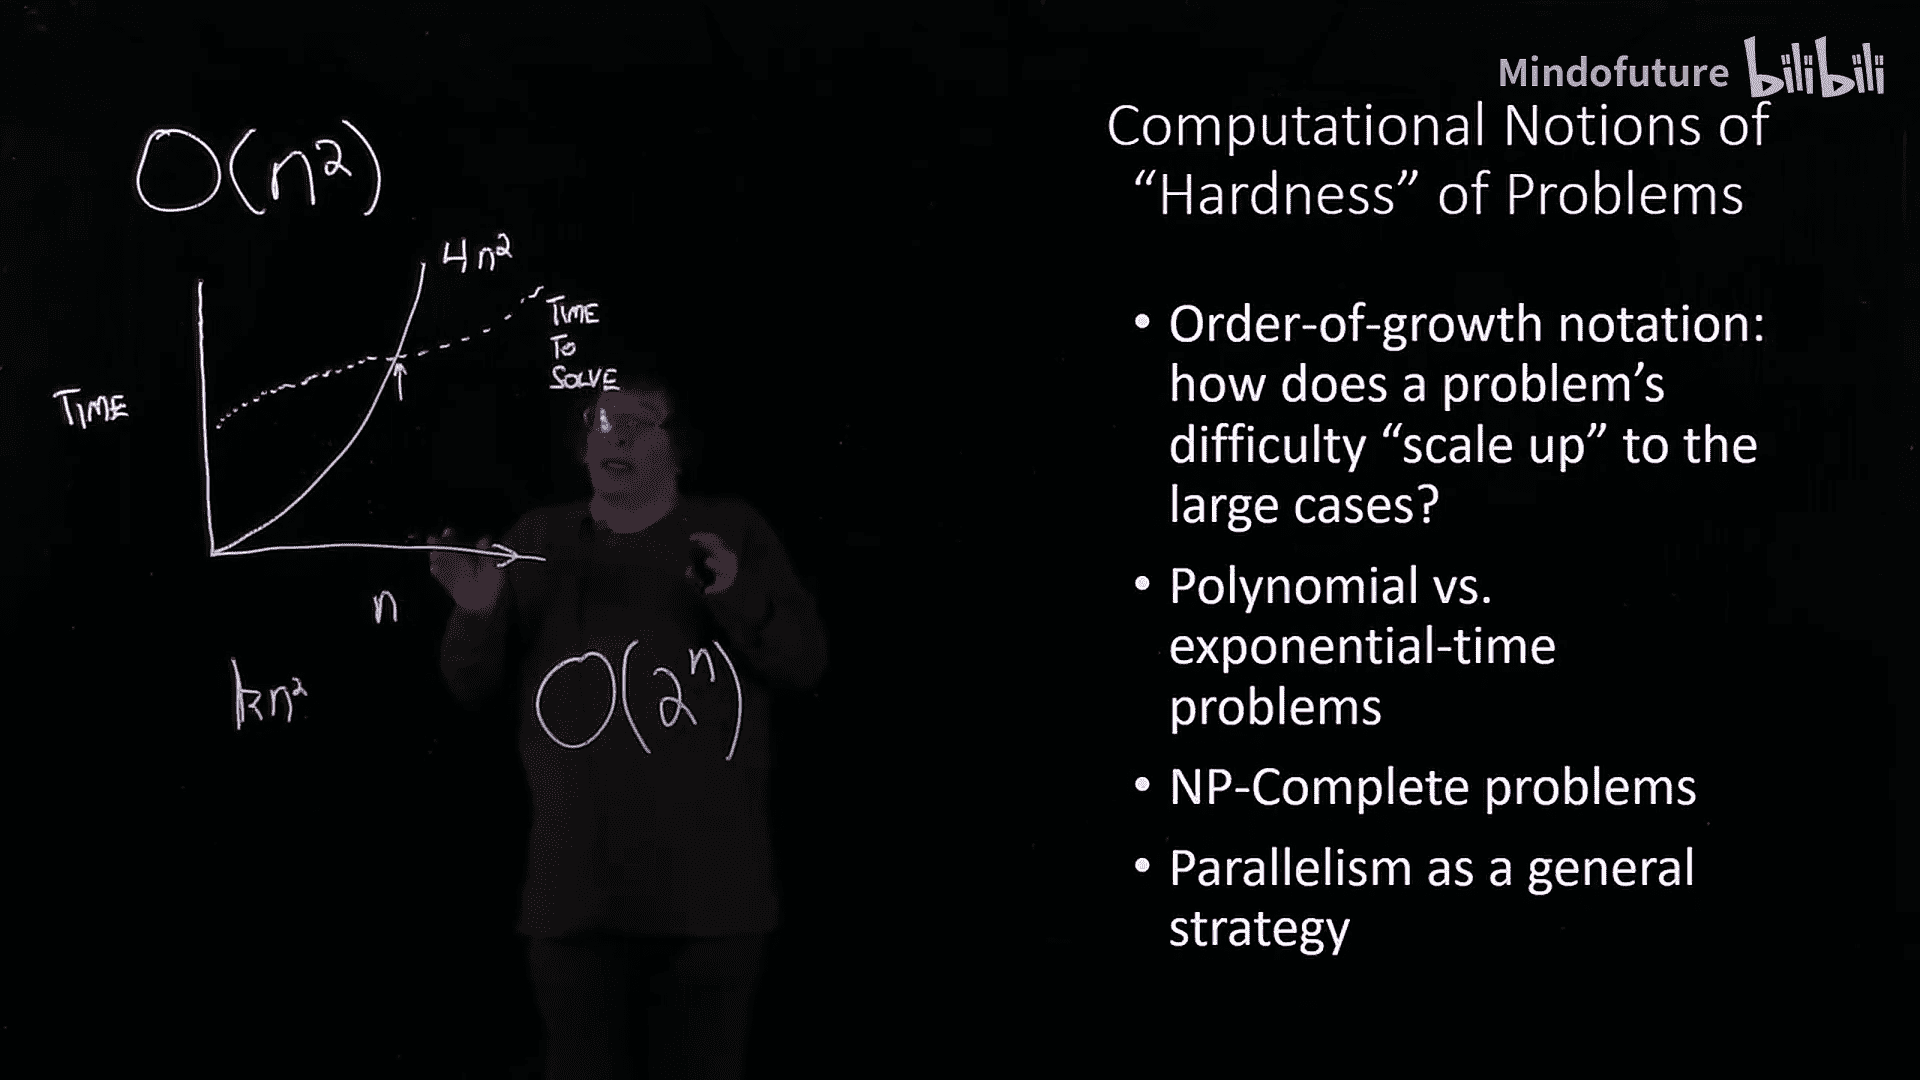 Mindofuture bilibili
O(n²)
4n²
TIME
TO
SOLVE
TIME
n
kn²
O(2ⁿ)
Computational Notions of
“Hardness” of Problems
• Order-of-growth notation:
how does a problem’s
difficulty “scale up” to the
large cases?
• Polynomial vs.
exponential-time
problems
• NP-Complete problems
• Parallelism as a general
strategy